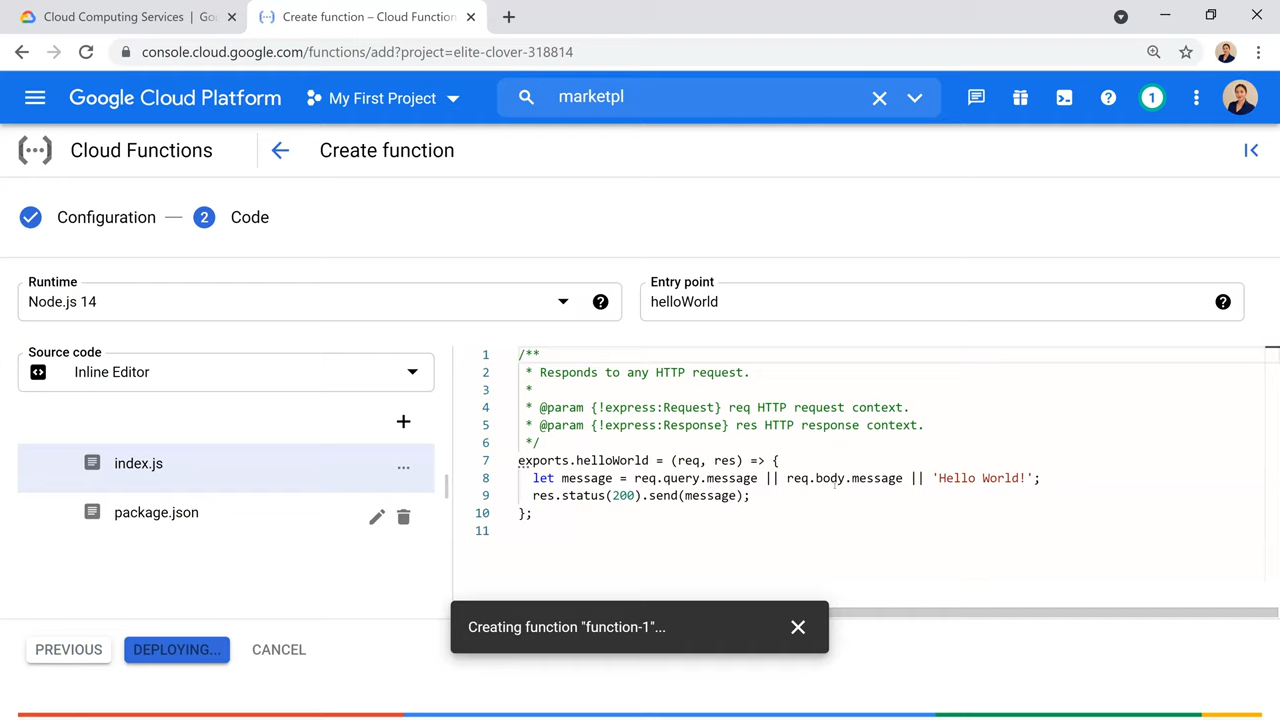 Cloud Computing Services | Goo
Create function – Cloud Function
console.cloud.google.com/functions/add?project=elite-clover-318814
Google Cloud Platform
My First Project
marketpl
1
Cloud Functions
Create function
Configuration
2
Code
Runtime
Node.js 14
Entry point
helloWorld
Source code
Inline Editor
index.js
package.json
1 /**
2 * Responds to any HTTP request.
3 *
4 * @param {!express:Request} req HTTP request context.
5 * @param {!express:Response} res HTTP response context.
6 */
7 exports.helloWorld = (req, res) => {
8 let message = req.query.message || req.body.message || 'Hello World!';
9 res.status(200).send(message);
10 };
11
Creating function "function-1"...
PREVIOUS
DEPLOYING...
CANCEL